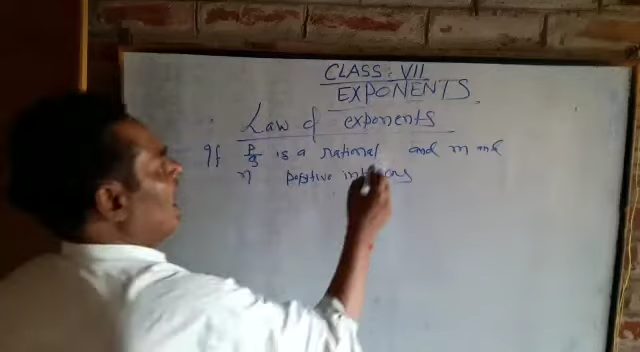 CLASS: VII
EXPONENTS
Law of exponents
If p/q is a rational and m and
n positive integers